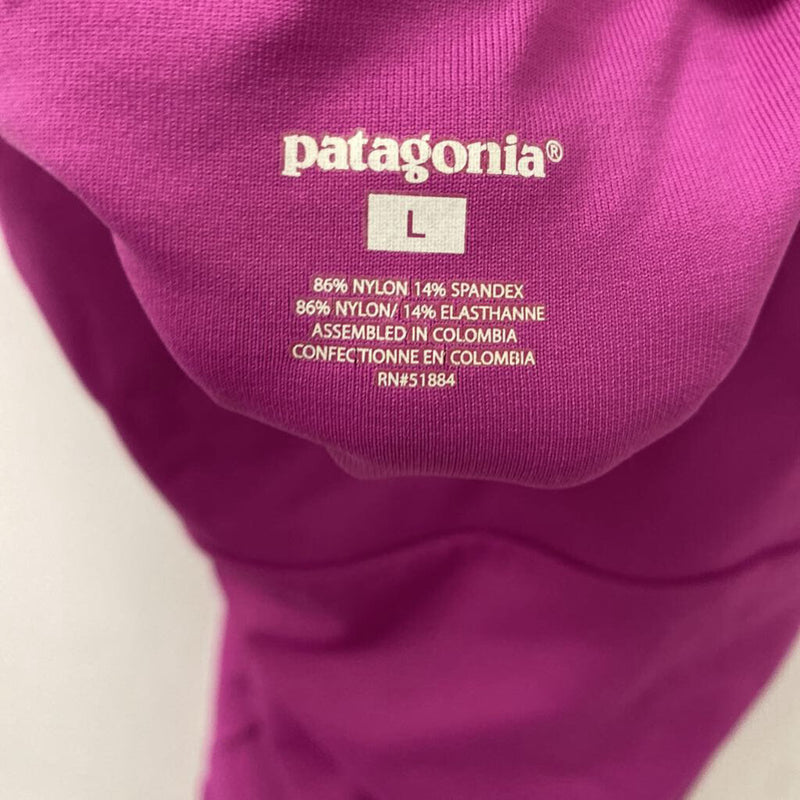 patagonia®
L
86% NYLON 14% SPANDEX
86% NYLON/ 14% ELASTHANNE
ASSEMBLED IN COLOMBIA
CONFECTIONNE EN COLOMBIA
RN#51884